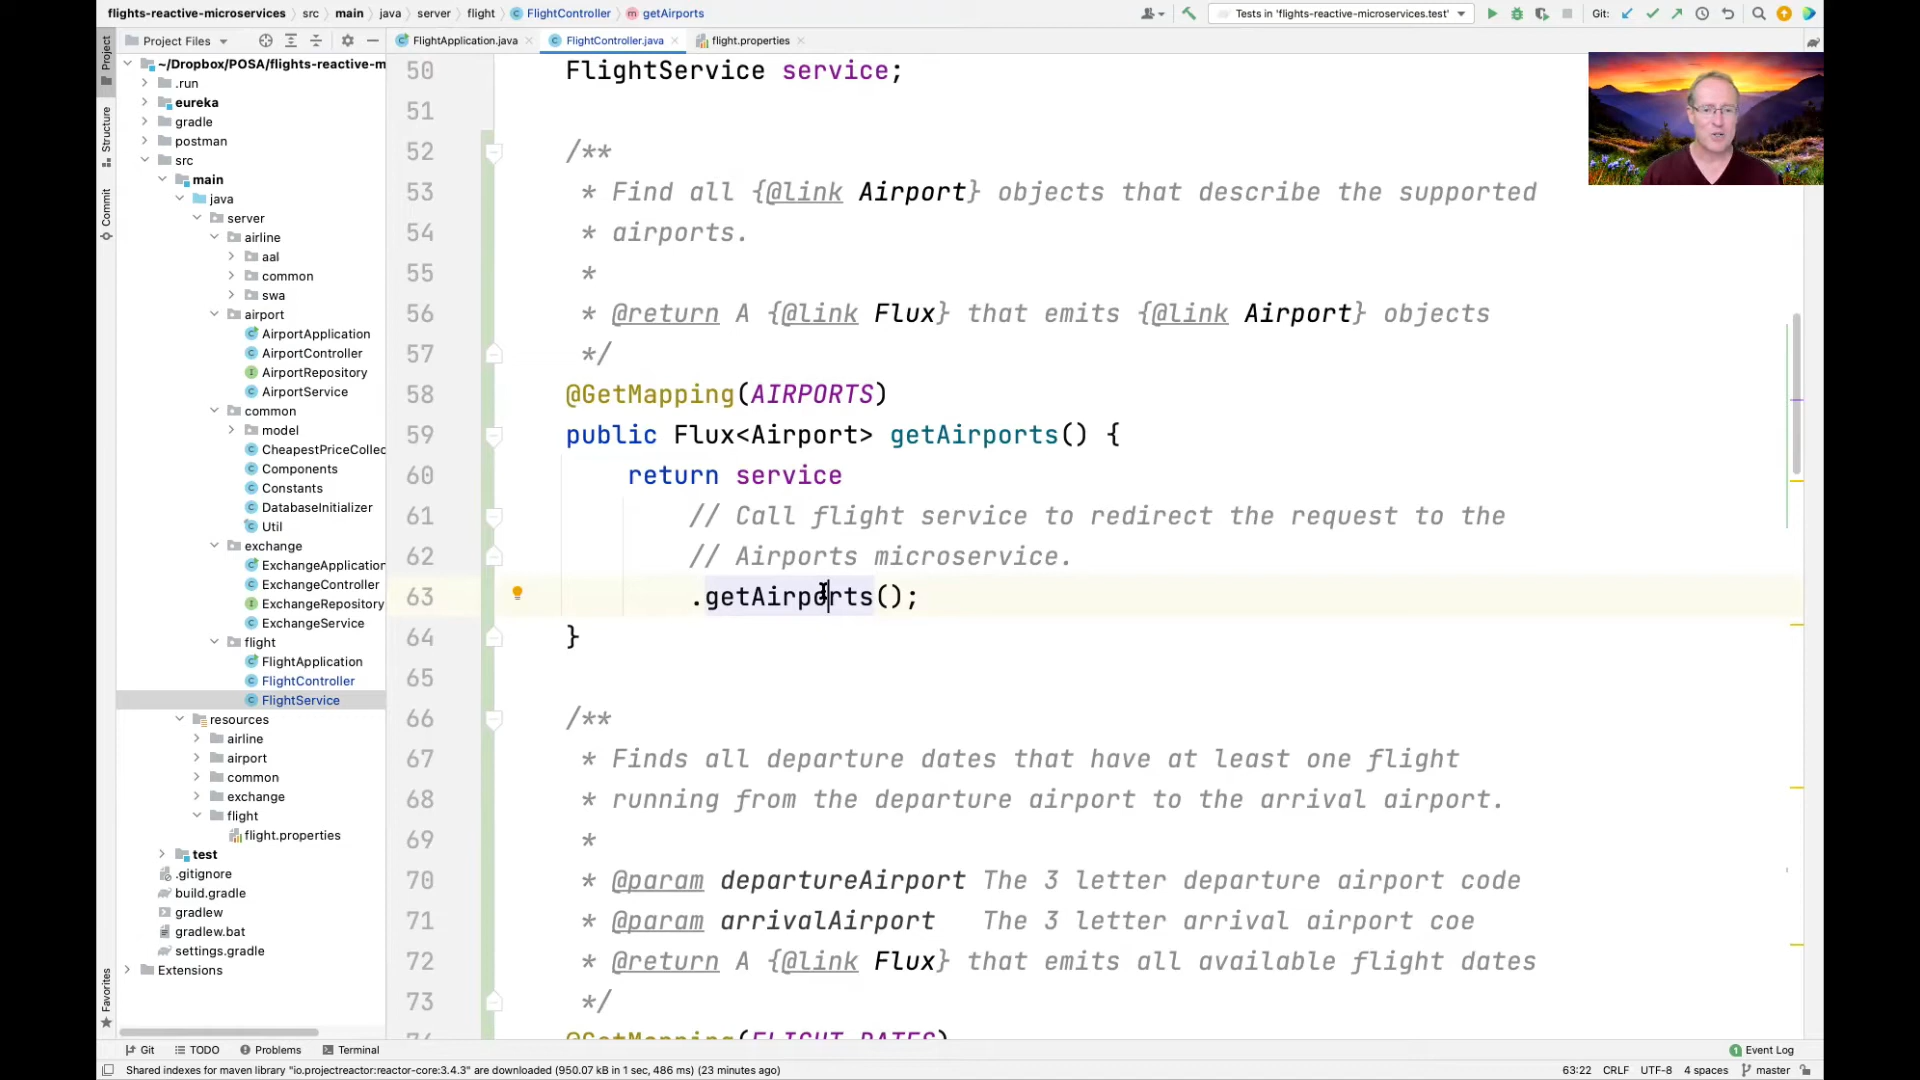 flights-reactive-microservices src main java server flight FlightController getAirports
Tests in 'flights-reactive-microservices.test'
Git:
Project Files
FlightApplication.java
FlightController.java
flight.properties
Project
Structure
Commit
Favorites
~/Dropbox/POSA/flights-reactive-m
.run
eureka
gradle
postman
src
main
java
server
airline
aal
common
swa
airport
AirportApplication
AirportController
AirportRepository
AirportService
common
model
CheapestPriceCollec
Components
Constants
DatabaseInitializer
Util
exchange
ExchangeApplication
ExchangeController
ExchangeRepository
ExchangeService
flight
FlightApplication
FlightController
FlightService
resources
airline
airport
common
exchange
flight
flight.properties
test
.gitignore
build.gradle
gradlew
gradlew.bat
settings.gradle
Extensions
50 FlightService service;
51
52 /**
53 * Find all {@link Airport} objects that describe the supported
54 * airports.
55 *
56 * @return A {@link Flux} that emits {@link Airport} objects
57 */
58 @GetMapping(AIRPORTS)
59 public Flux<Airport> getAirports() {
60 return service
61 // Call flight service to redirect the request to the
62 // Airports microservice.
63 .getAirports();
64 }
65
66 /**
67 * Finds all departure dates that have at least one flight
68 * running from the departure airport to the arrival airport.
69 *
70 * @param departureAirport The 3 letter departure airport code
71 * @param arrivalAirport The 3 letter arrival airport coe
72 * @return A {@link Flux} that emits all available flight dates
73 */
74 @GetMapping(FLIGHT_DATES)
Git TODO Problems Terminal
1 Event Log
Shared indexes for maven library "io.projectreactor:reactor-core:3.4.3" are downloaded (950.07 kB in 1 sec, 486 ms) (23 minutes ago)
63:22 CRLF UTF-8 4 spaces master